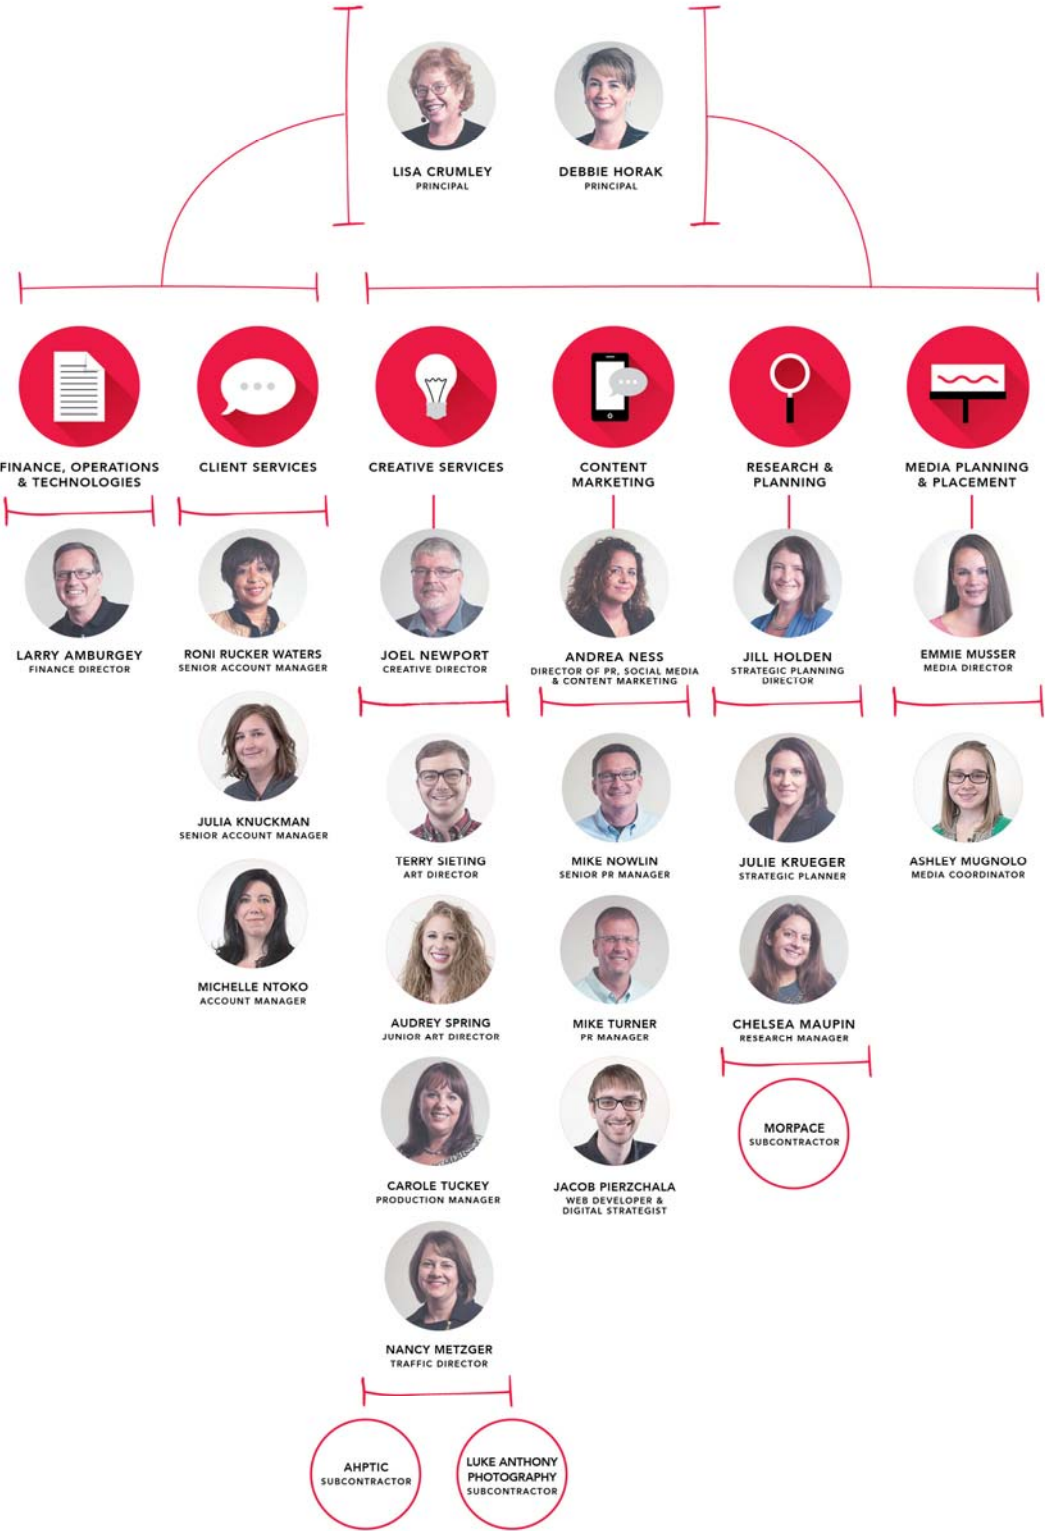 LISA CRUMLEY
PRINCIPAL
DEBBIE HORAK
PRINCIPAL
FINANCE, OPERATIONS
& TECHNOLOGIES
CLIENT SERVICES
CREATIVE SERVICES
CONTENT
MARKETING
RESEARCH &
PLANNING
MEDIA PLANNING
& PLACEMENT
LARRY AMBURGEY
FINANCE DIRECTOR
RONI RUCKER WATERS
SENIOR ACCOUNT MANAGER
JOEL NEWPORT
CREATIVE DIRECTOR
ANDREA NESS
DIRECTOR OF PR, SOCIAL MEDIA
& CONTENT MARKETING
JILL HOLDEN
STRATEGIC PLANNING
DIRECTOR
EMMIE MUSSER
MEDIA DIRECTOR
JULIA KNUCKMAN
SENIOR ACCOUNT MANAGER
TERRY SIETING
ART DIRECTOR
MIKE NOWLIN
SENIOR PR MANAGER
JULIE KRUEGER
STRATEGIC PLANNER
ASHLEY MUGNOLO
MEDIA COORDINATOR
MICHELLE NTOKO
ACCOUNT MANAGER
AUDREY SPRING
JUNIOR ART DIRECTOR
MIKE TURNER
PR MANAGER
CHELSEA MAUPIN
RESEARCH MANAGER
MORPACE
SUBCONTRACTOR
CAROLE TUCKEY
PRODUCTION MANAGER
JACOB PIERZCHALA
WEB DEVELOPER &
DIGITAL STRATEGIST
NANCY METZGER
TRAFFIC DIRECTOR
AHPTIC
SUBCONTRACTOR
LUKE ANTHONY
PHOTOGRAPHY
SUBCONTRACTOR